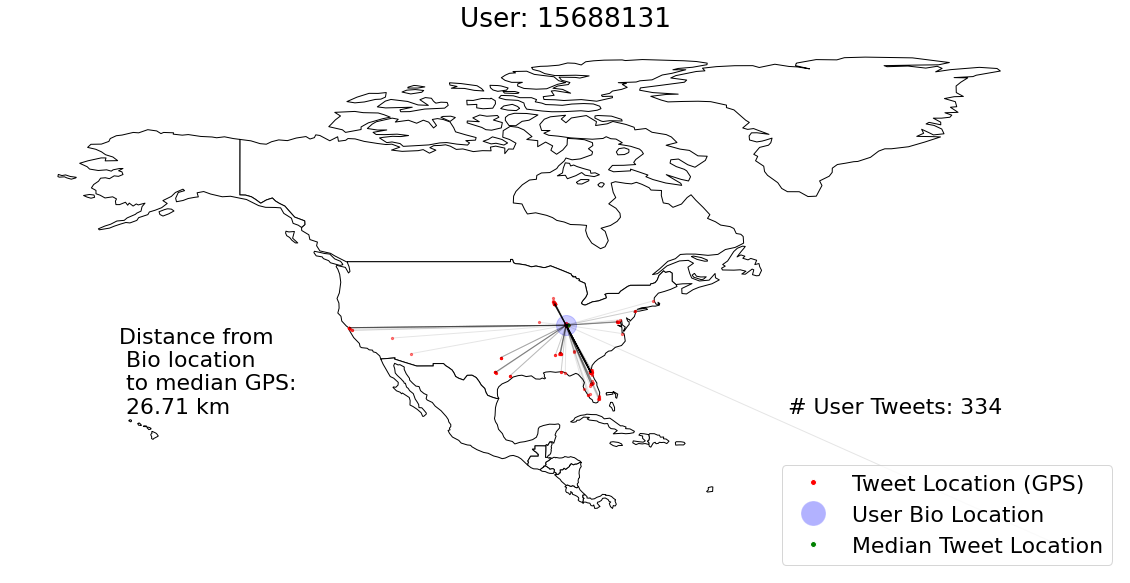 User: 15688131
Distance from
Bio location
to median GPS:
26.71 km
# User Tweets: 334
Tweet Location (GPS)
User Bio Location
Median Tweet Location